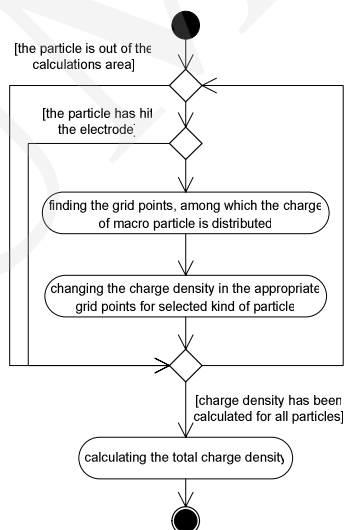 [the particle is out of the
calculations area]
[the particle has hit
the electrode]
finding the grid points, among which the charge
of macro particle is distributed
changing the charge density in the appropriate
grid points for selected kind of particle
[charge density has been
calculated for all particles]
calculating the total charge density